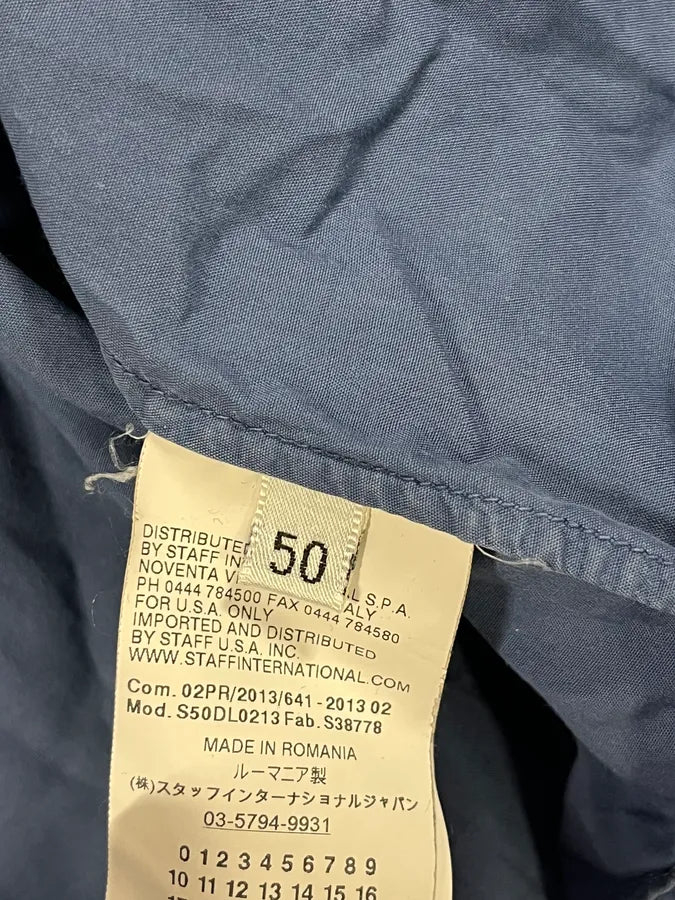 50
DISTRIBUTED
BY STAFF IN
NOVENTA VI L S.P.A.
ALY
PH 0444 784500 FAX 0444 784580
FOR U.S.A. ONLY
IMPORTED AND DISTRIBUTED
BY STAFF U.S.A. INC.
WWW.STAFFINTERNATIONAL.COM
Com. 02PR/2013/641 - 2013 02
Mod. S50DL0213 Fab. S38778
MADE IN ROMANIA
ルーマニア製
(株)スタッフインターナショナルジャパン
03-5794-9931
0 1 2 3 4 5 6 7 8 9
10 11 12 13 14 15 16